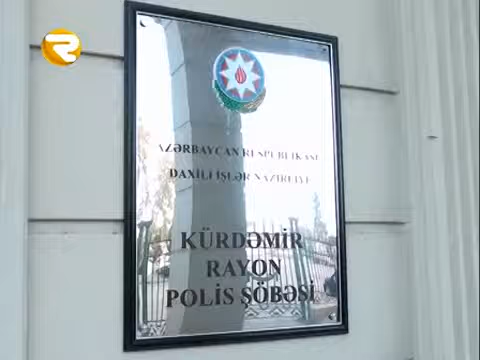 AZƏRBAYCAN RESPUBLİKASI
DAXİLİ İŞLƏR NAZİRLİYİ
KÜRDƏMİR
RAYON
POLİS ŞÖBƏSİ